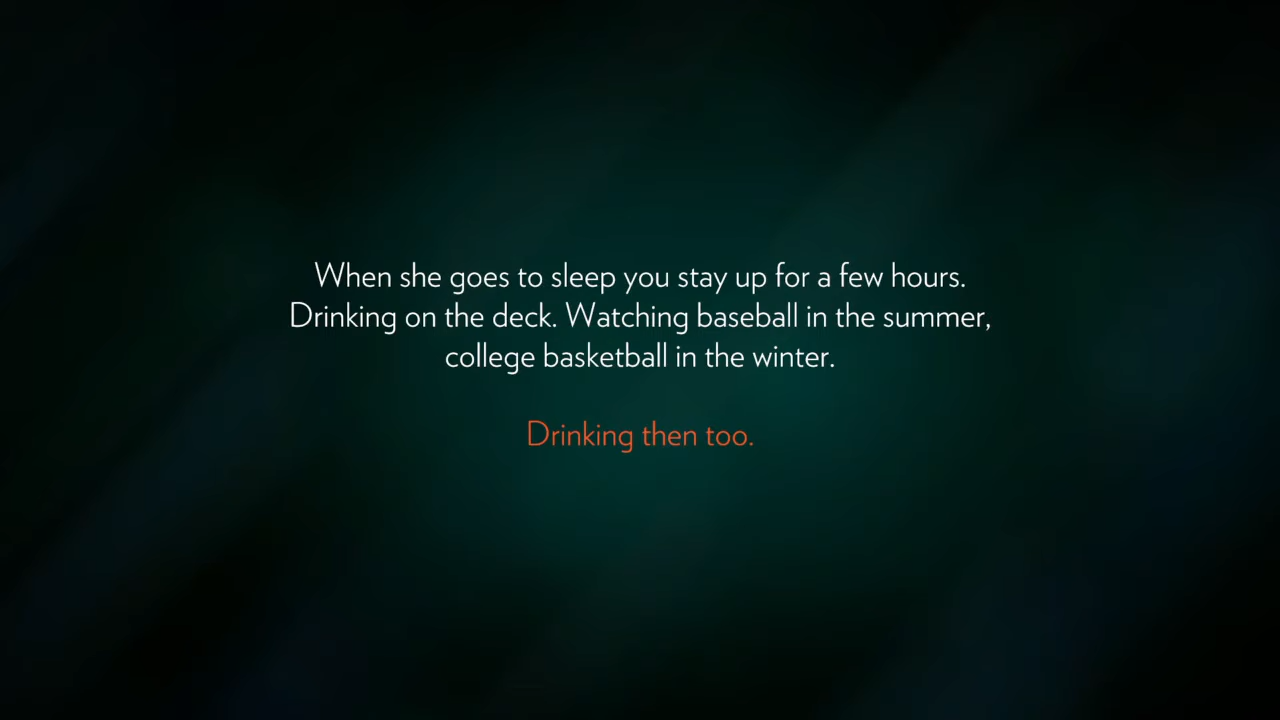 When she goes to sleep you stay up for a few hours.
Drinking on the deck. Watching baseball in the summer,
college basketball in the winter.
Drinking then too.